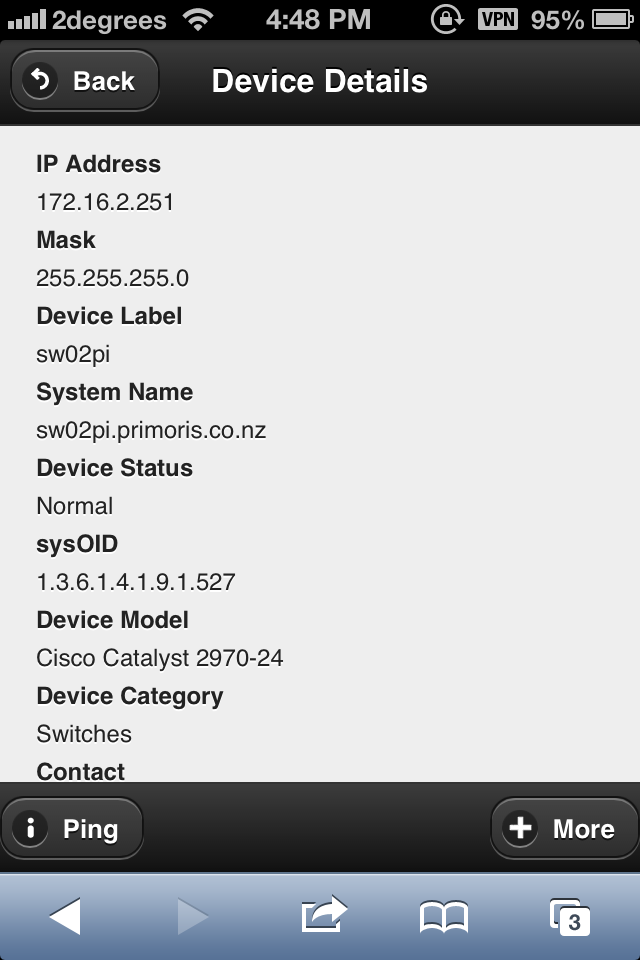 2degrees 4:48 PM VPN 95%
Back Device Details
IP Address
172.16.2.251
Mask
255.255.255.0
Device Label
sw02pi
System Name
sw02pi.primoris.co.nz
Device Status
Normal
sysOID
1.3.6.1.4.1.9.1.527
Device Model
Cisco Catalyst 2970-24
Device Category
Switches
Contact
Ping More
3